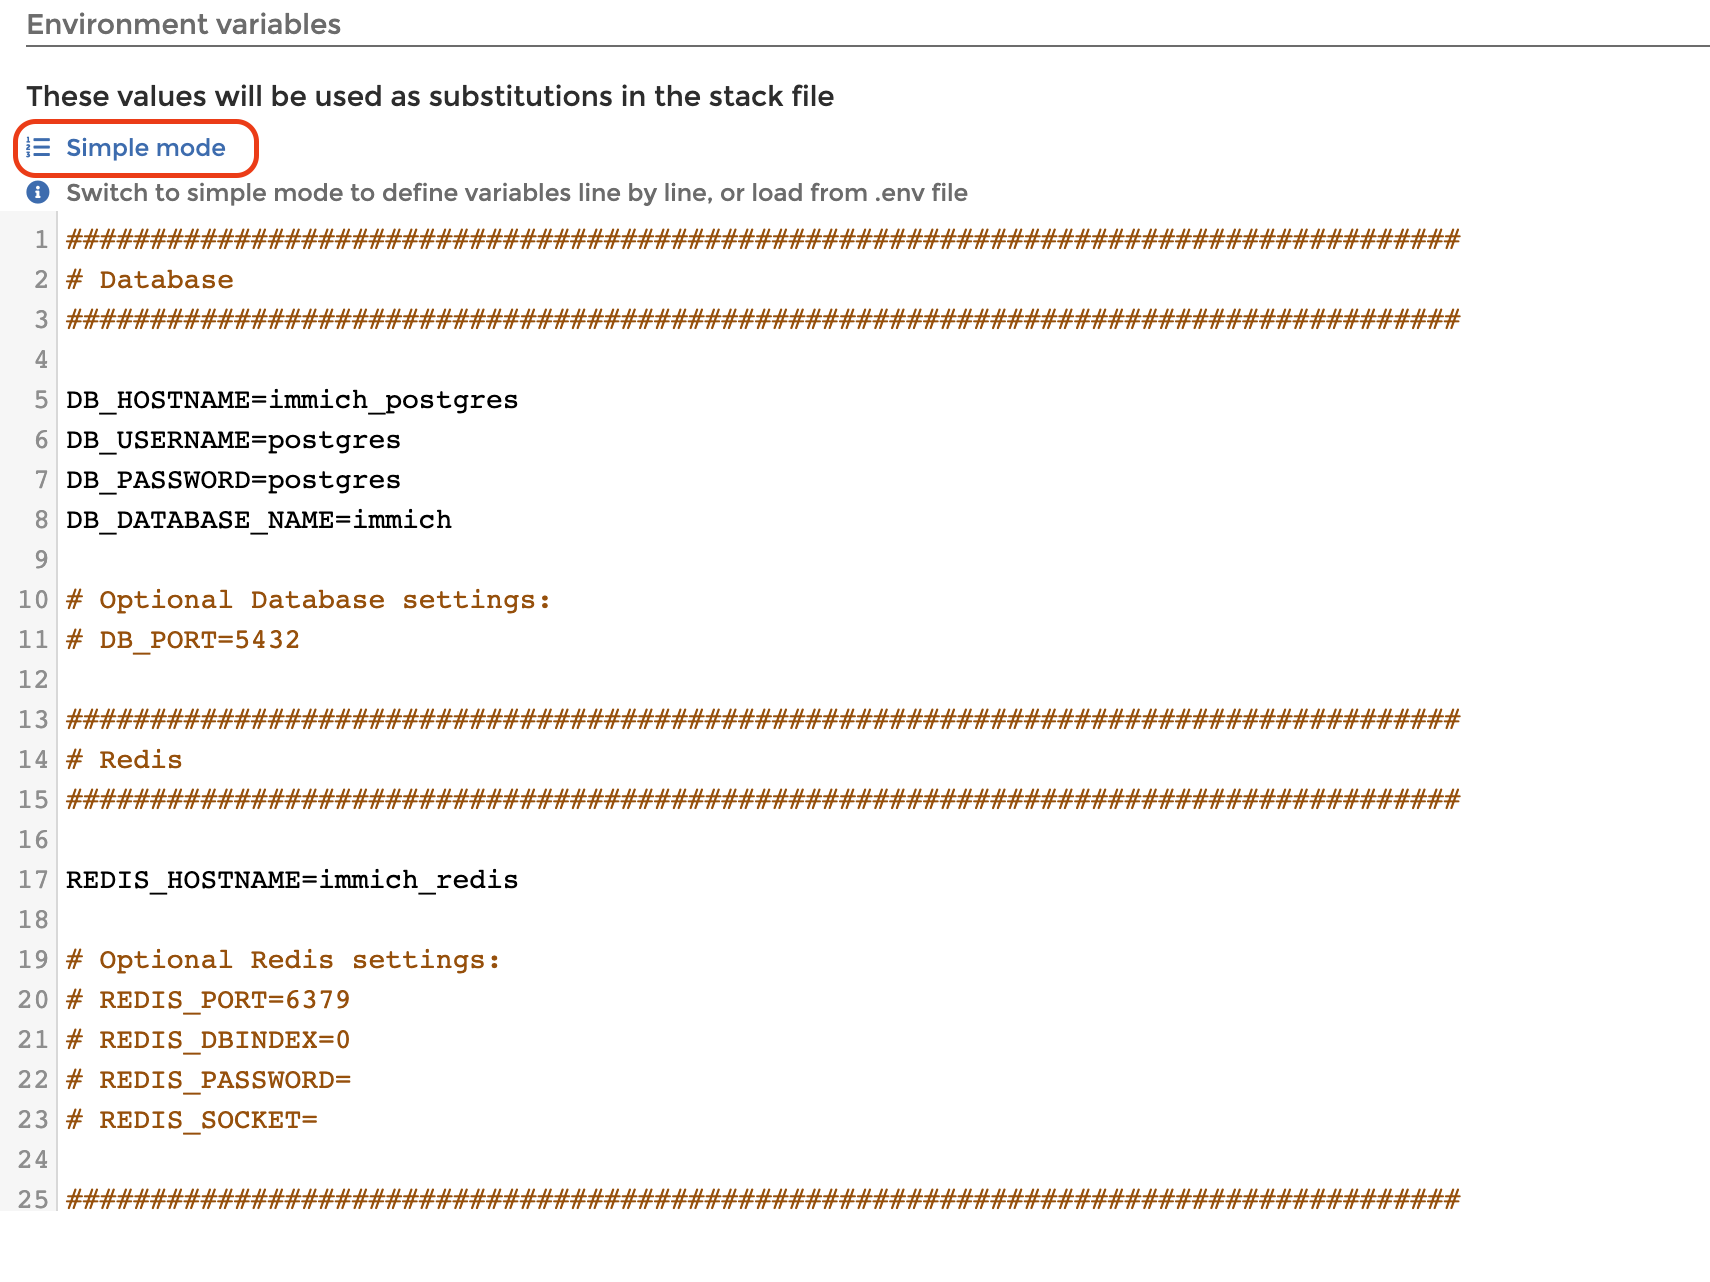 Environment variables
These values will be used as substitutions in the stack file
Simple mode
Switch to simple mode to define variables line by line, or load from .env file
1 ###################################################################################
2 # Database
3 ###################################################################################
4
5 DB_HOSTNAME=immich_postgres
6 DB_USERNAME=postgres
7 DB_PASSWORD=postgres
8 DB_DATABASE_NAME=immich
9
10 # Optional Database settings:
11 # DB_PORT=5432
12
13 ###################################################################################
14 # Redis
15 ###################################################################################
16
17 REDIS_HOSTNAME=immich_redis
18
19 # Optional Redis settings:
20 # REDIS_PORT=6379
21 # REDIS_DBINDEX=0
22 # REDIS_PASSWORD=
23 # REDIS_SOCKET=
24
25 ###################################################################################